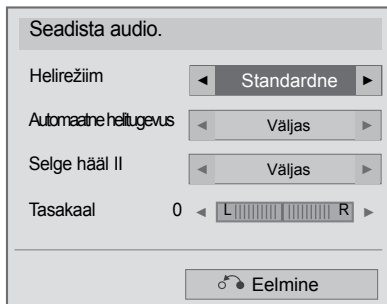 Seadista audio.
Helirežiim ◄ Standardne ►
Automaatne helitugevus ◄ Väljas ►
Selge hääl II ◄ Väljas ►
Tasakaal 0 ◄ L R ►
Eelmine